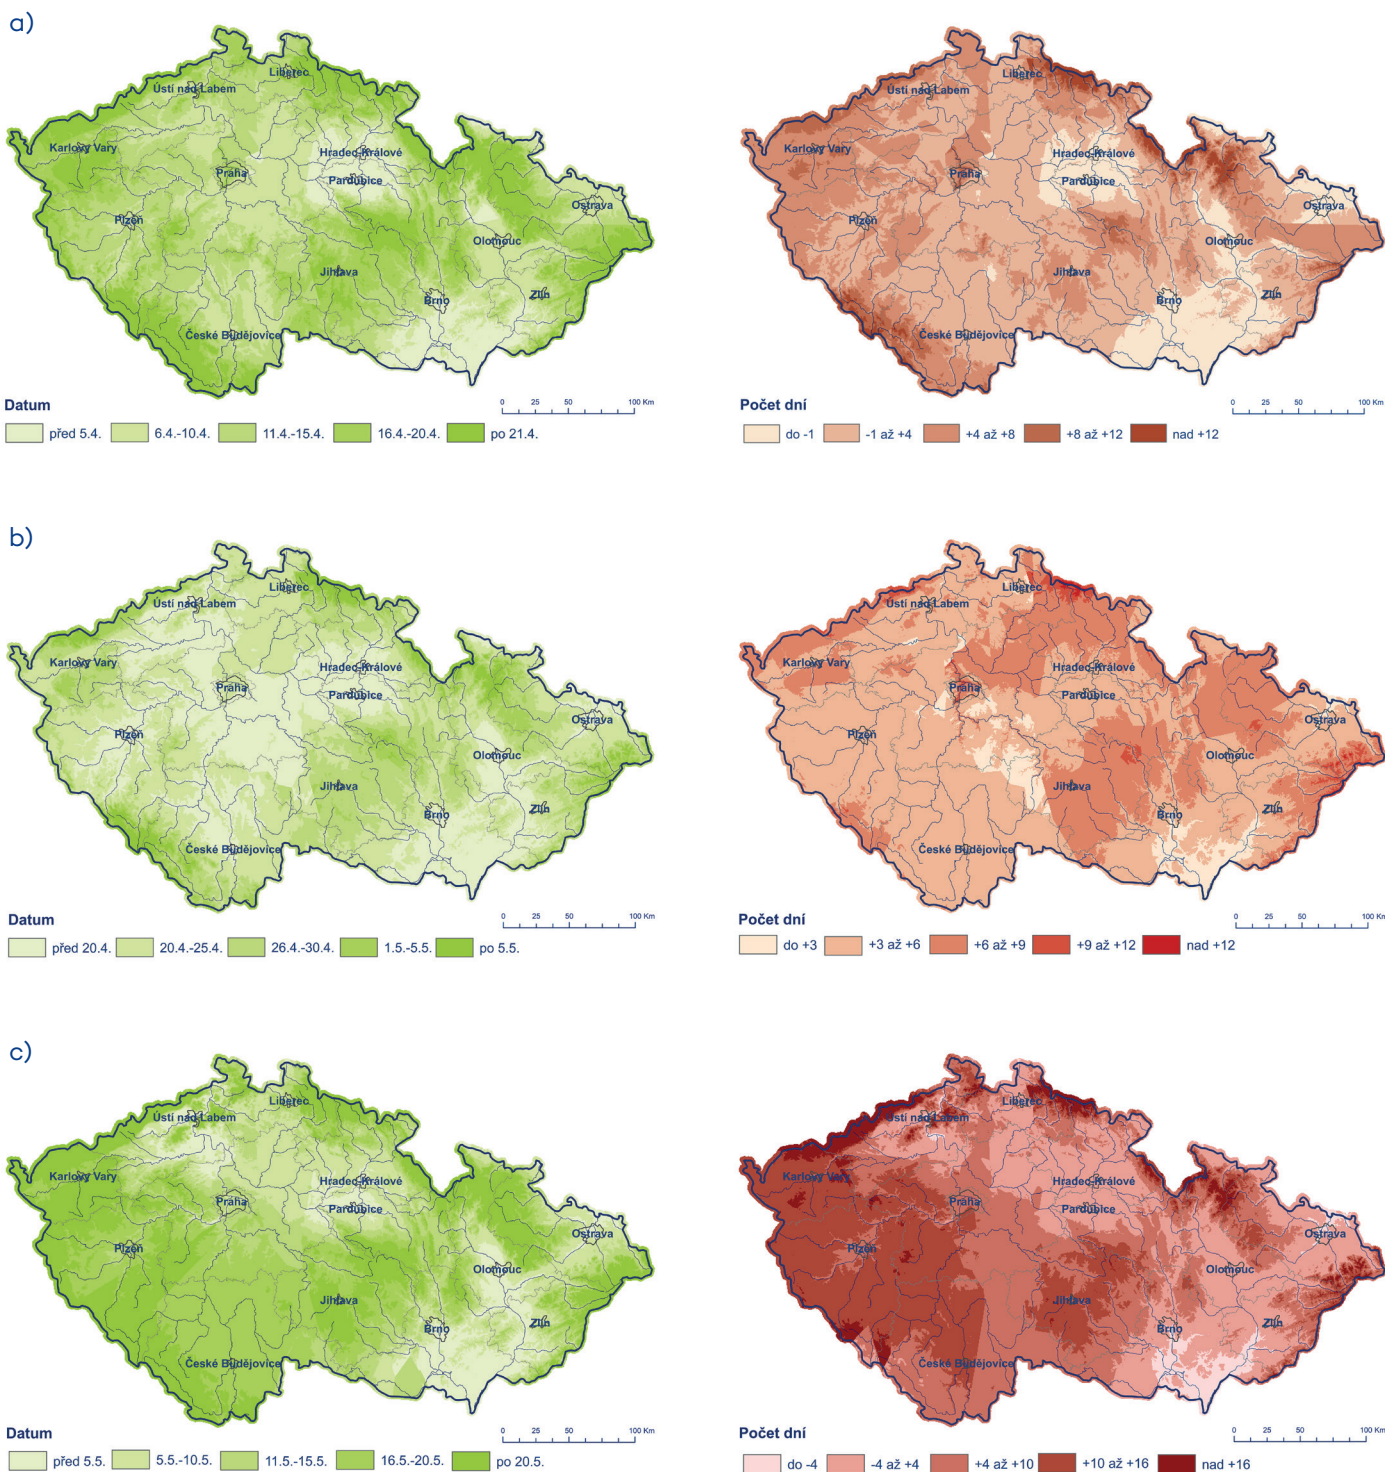 a)
Liberec
Ústí nad Labem
Karlovy Vary
Hradec Králové
Praha
Pardubice
Ostrava
Plzeň
Olomouc
Jihlava
Brno
Zlín
České Budějovice
Datum
0 25 50 100 Km
před 5.4. 6.4.-10.4. 11.4.-15.4. 16.4.-20.4. po 21.4.
Liberec
Ústí nad Labem
Karlovy Vary
Hradec Králové
Praha
Pardubice
Ostrava
Plzeň
Olomouc
Jihlava
Brno
Zlín
České Budějovice
Počet dní
0 25 50 100 Km
do -1 -1 až +4 +4 až +8 +8 až +12 nad +12
b)
Liberec
Ústí nad Labem
Karlovy Vary
Hradec Králové
Praha
Pardubice
Ostrava
Plzeň
Olomouc
Jihlava
Brno
Zlín
České Budějovice
Datum
0 25 50 100 Km
před 20.4. 20.4.-25.4. 26.4.-30.4. 1.5.-5.5. po 5.5.
Liberec
Ústí nad Labem
Karlovy Vary
Hradec Králové
Praha
Pardubice
Ostrava
Plzeň
Olomouc
Jihlava
Brno
Zlín
České Budějovice
Počet dní
0 25 50 100 Km
do +3 +3 až +6 +6 až +9 +9 až +12 nad +12
c)
Liberec
Ústí nad Labem
Karlovy Vary
Hradec Králové
Praha
Pardubice
Ostrava
Plzeň
Olomouc
Jihlava
Brno
Zlín
České Budějovice
Datum
0 25 50 100 Km
před 5.5. 5.5.-10.5. 11.5.-15.5. 16.5.-20.5. po 20.5.
Liberec
Ústí nad Labem
Karlovy Vary
Hradec Králové
Praha
Pardubice
Ostrava
Plzeň
Olomouc
Jihlava
Brno
Zlín
České Budějovice
Počet dní
0 25 50 100 Km
do -4 -4 až +4 +4 až +10 +10 až +16 nad +16